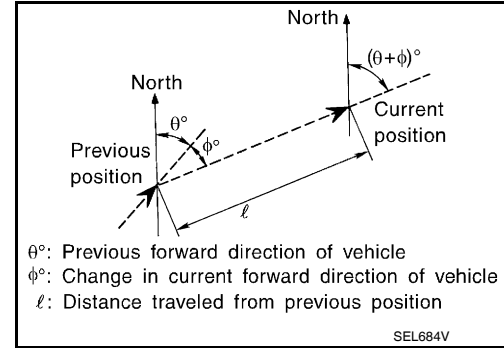 North
(θ+ϕ)°
North
θ°
ϕ°
Current
position
Previous
position
ℓ
θ°: Previous forward direction of vehicle
ϕ°: Change in current forward direction of vehicle
ℓ: Distance traveled from previous position
SEL684V